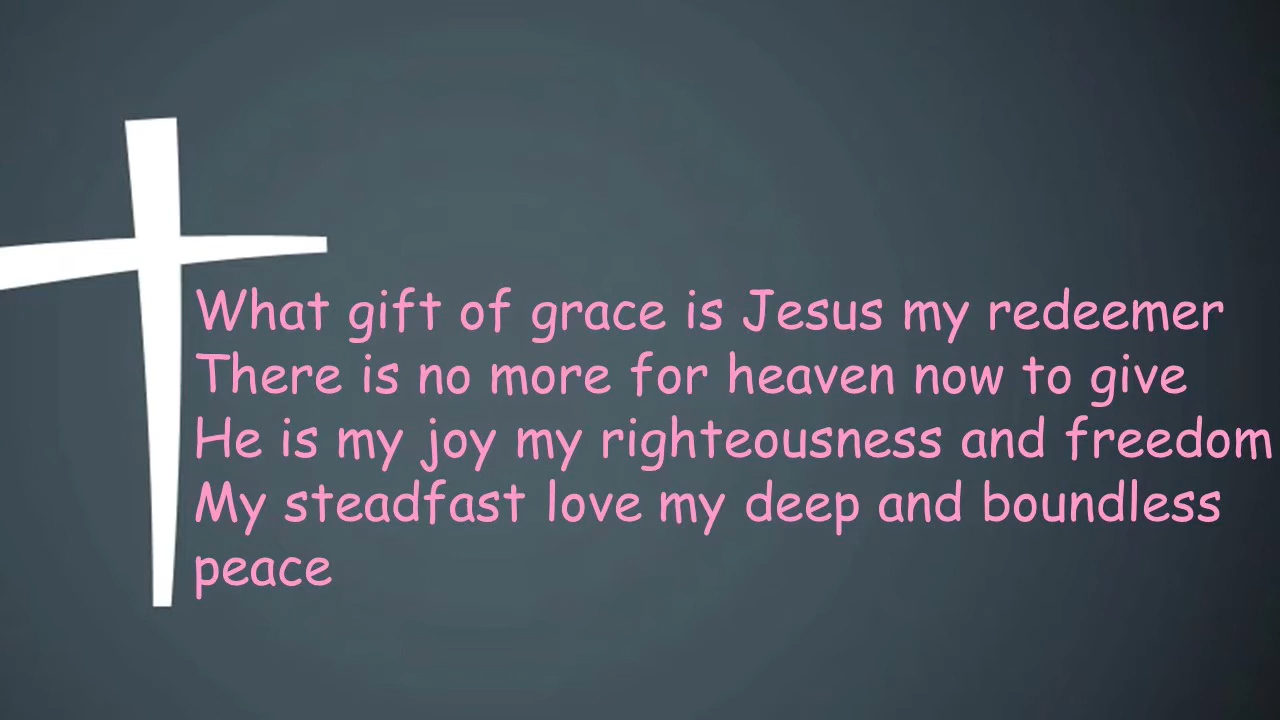 What gift of grace is Jesus my redeemer
There is no more for heaven now to give
He is my joy my righteousness and freedom
My steadfast love my deep and boundless
peace